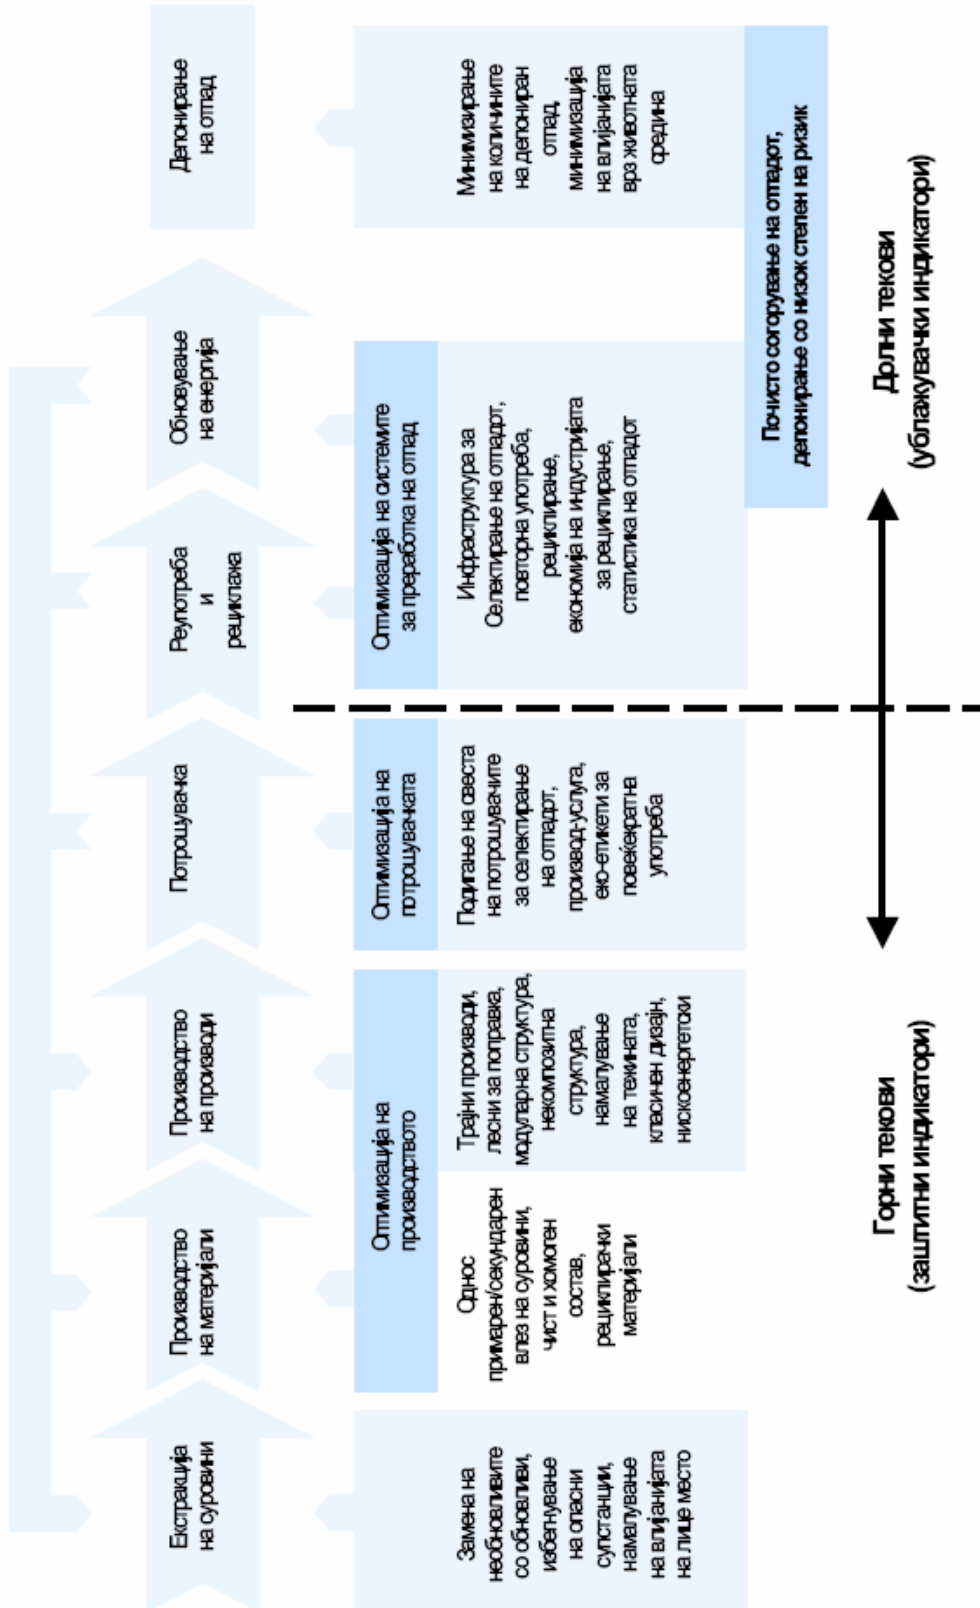 Екстракција
на суровини
Производство
на материјали
Производство
на производи
Потрошувачка
Реупотреба
и
рециклажа
Обновување
на енергија
Депонирање
на отпад
Оптимизација на
производството
Оптимизација на
потрошувачката
Оптимизација на системите
за преработка на отпад
Замена на
необновливите
со обновливи,
избегнување
на опасни
супстанции,
намалување
на влијанијата
на лице место
Однос
примарен/секундарен
влез на суровини,
чист и хомоген
состав,
рециклирачки
материјали
Трајни производи,
лесни за поправка,
модуларна структура,
некомпозитна
структура,
намалување
на тежината,
класичен дизајн,
нискоенергетски
Подигање на свеста
на потрошувачите
за селектирање
на отпадот,
производ-услуга,
еко-етикети за
повеќекратна
употреба
Инфраструктура за
Селектирање на отпадот,
повторна употреба,
рециклирање,
економија на индустријата
за рециклирање,
статистика на отпадот
Минимизирање
на количините
на депониран
отпад,
минимизација
на влијанијата
врз животната
средина
Почисто согорување на отпадот,
депонирање со низок степен на ризик
Горни текови
(заштитни индикатори)
Долни текови
(ублажувачки индикатори)